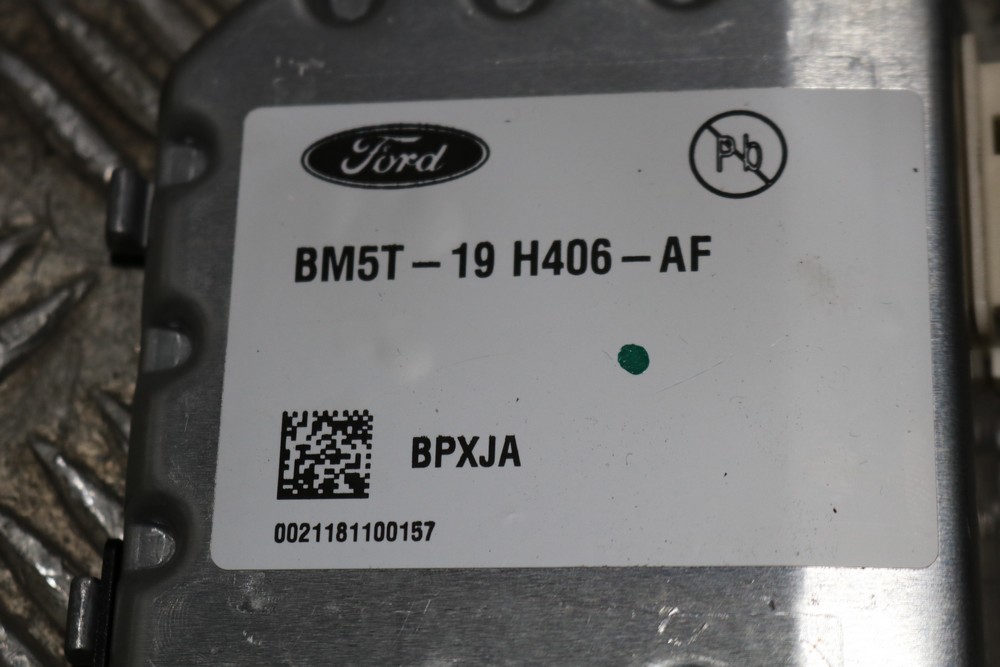 Ford
Pb
BM5T-19 H406-AF
BPXJA
0021181100157